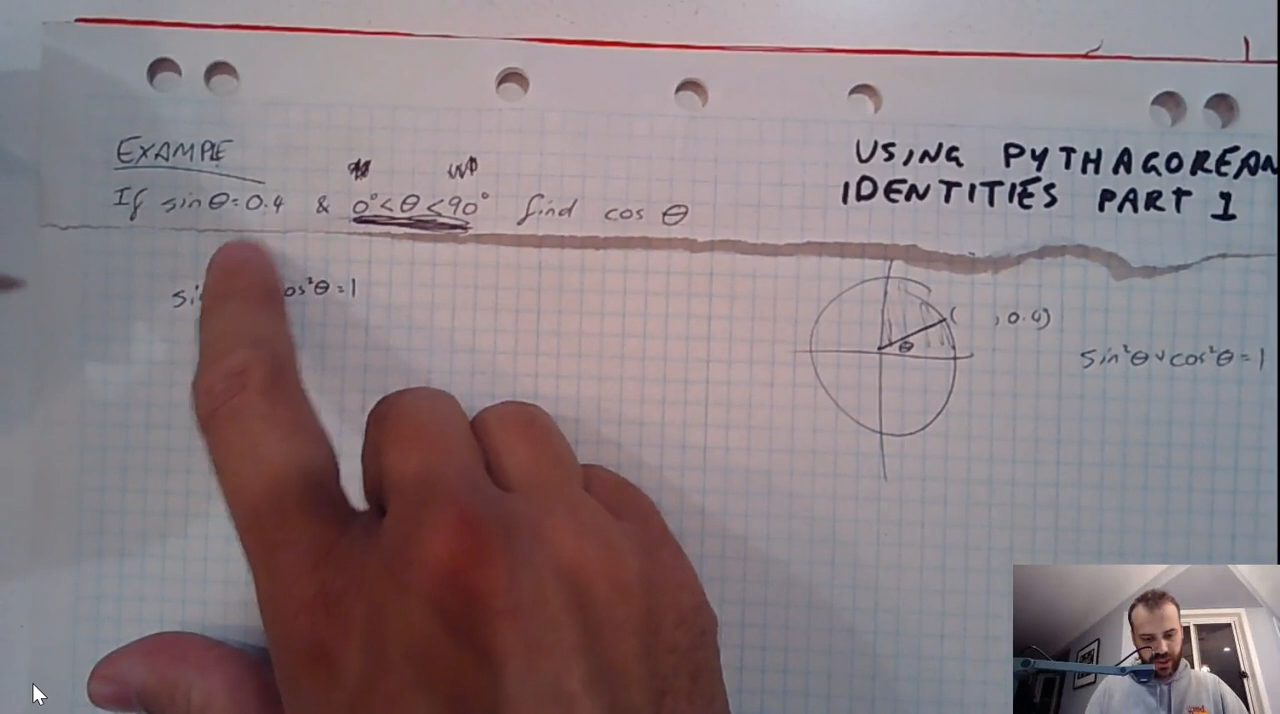 EXAMPLE
If sinθ=0.4 & 0°<θ<90° find cos θ
USING PYTHAGOREAN
IDENTITIES PART 1
os²θ=1
( ,0.4)
θ
sin²θ+cos²θ=1